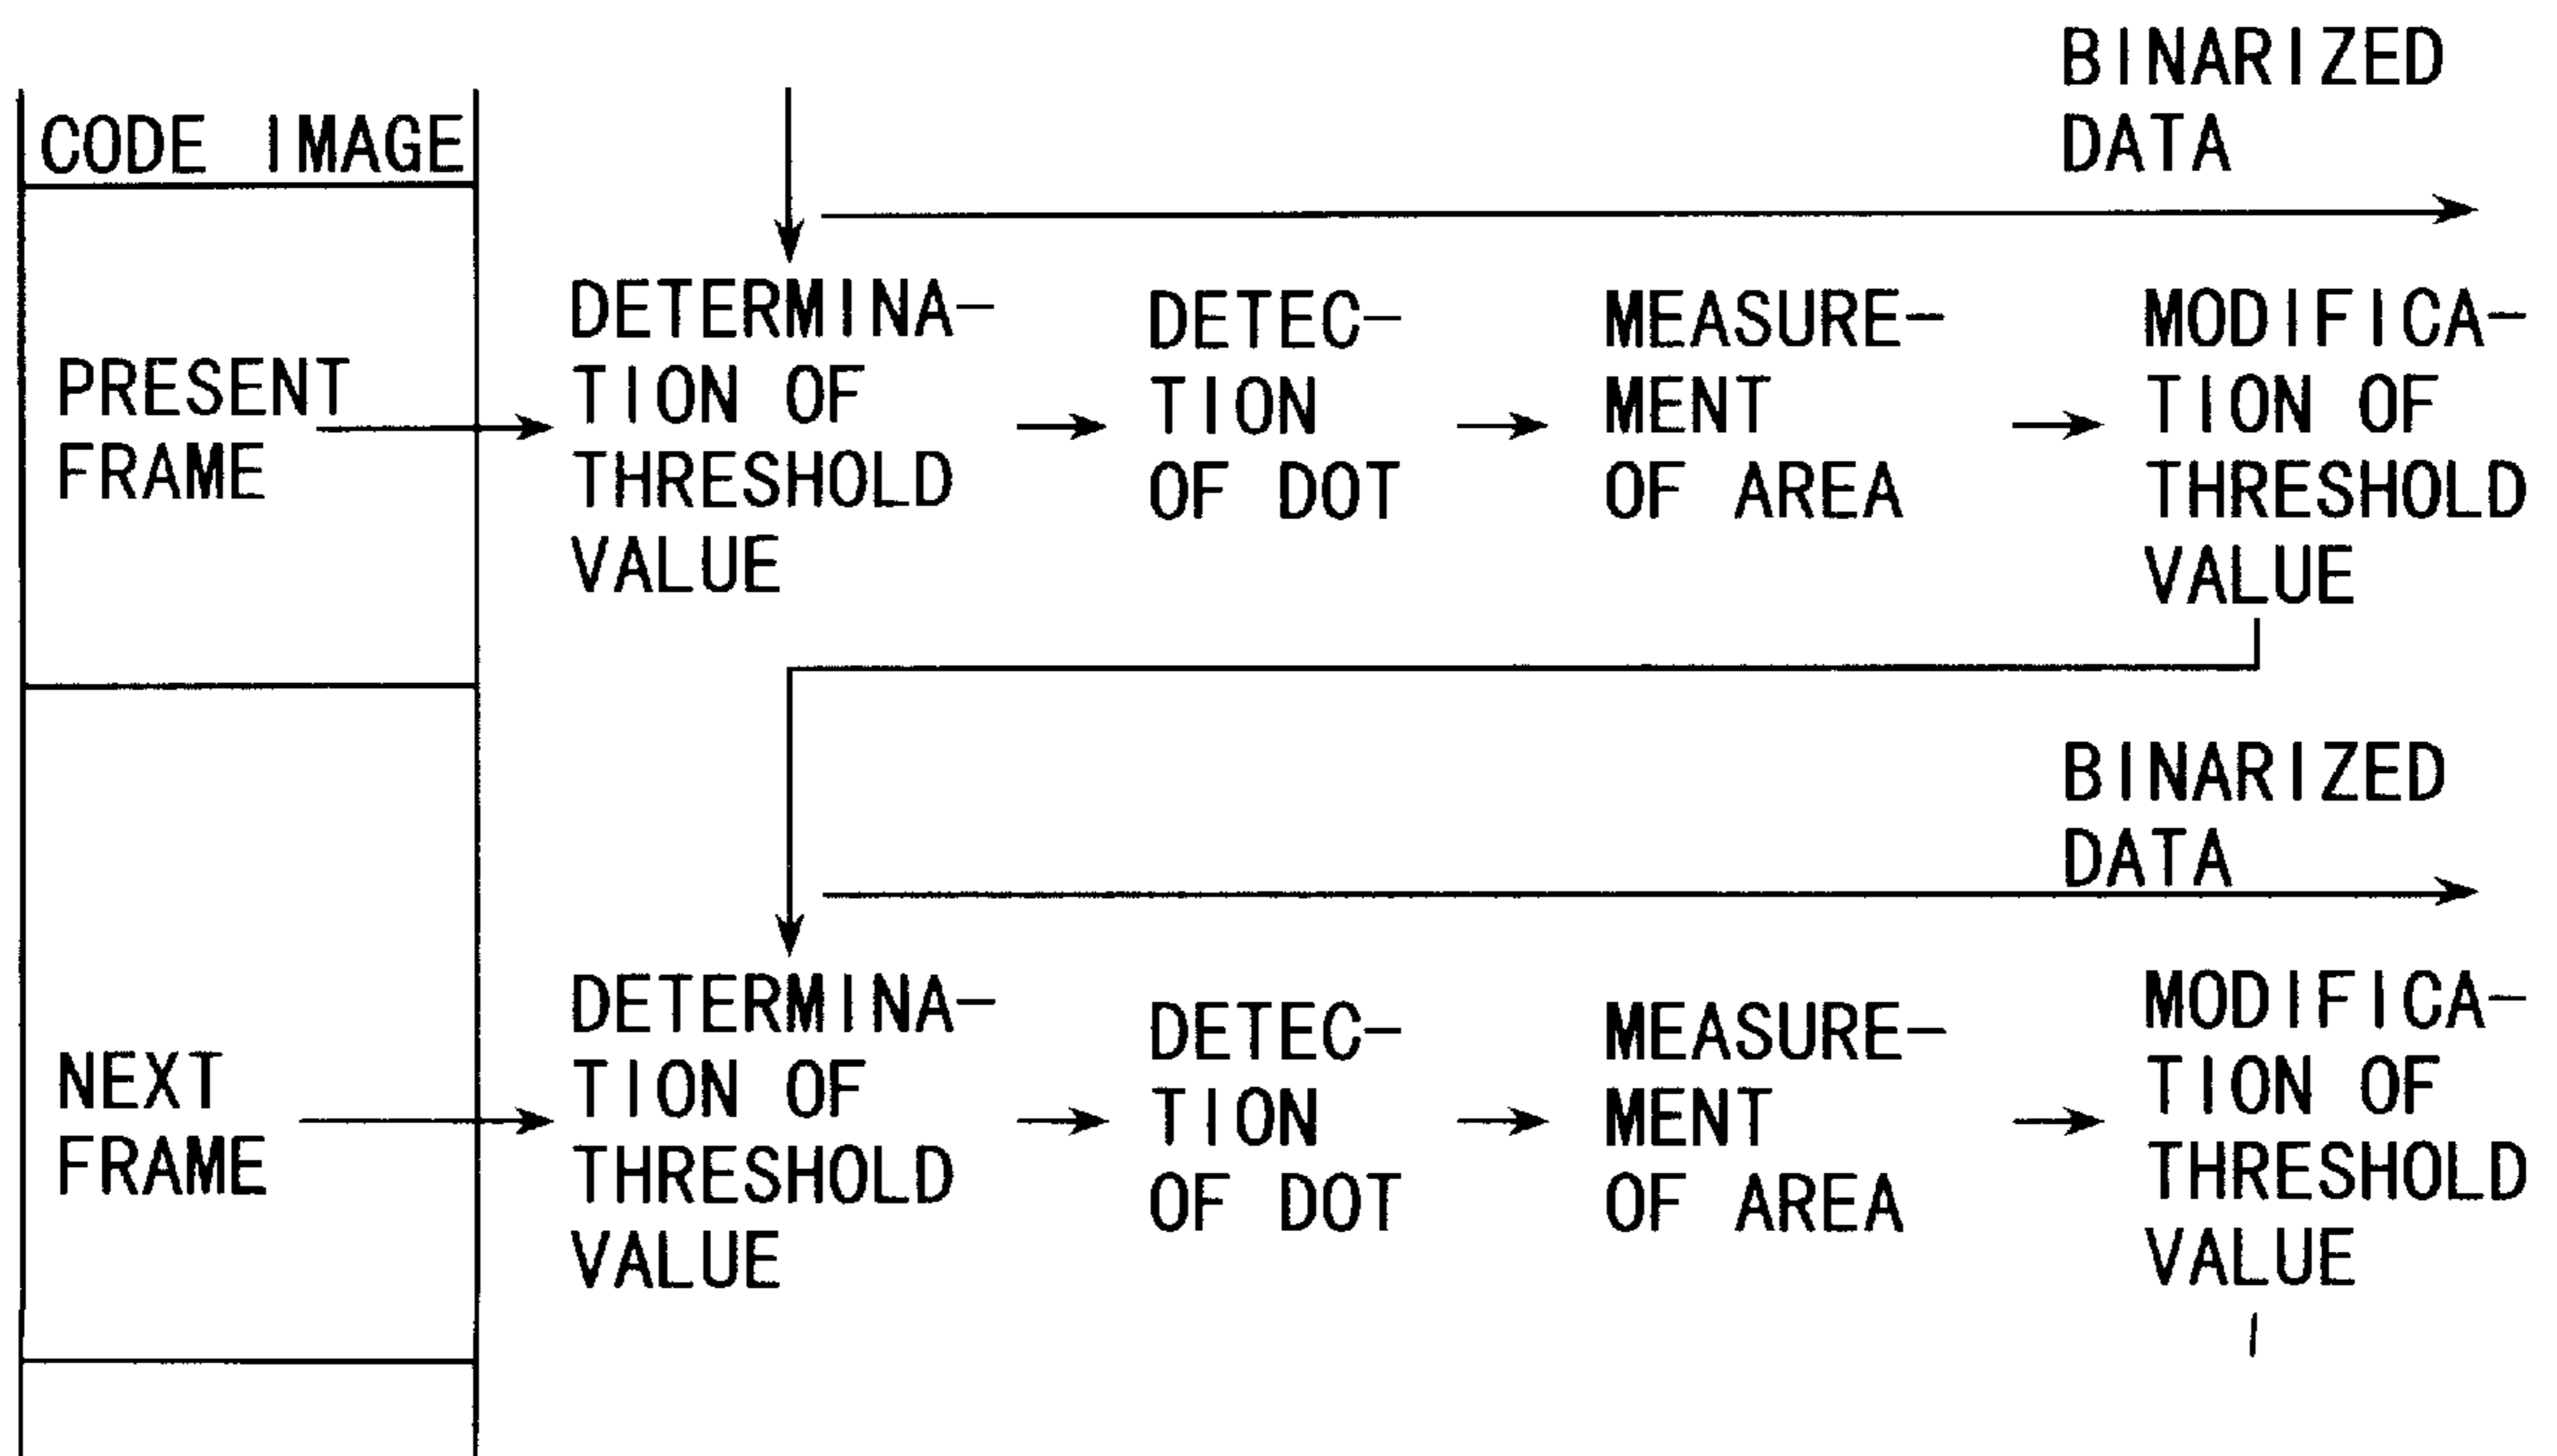 BINARIZED
DATA
CODE IMAGE
PRESENT
FRAME
DETERMINA-
TION OF
THRESHOLD
VALUE
DETEC-
TION
OF DOT
MEASURE-
MENT
OF AREA
MODIFICA-
TION OF
THRESHOLD
VALUE
BINARIZED
DATA
NEXT
FRAME
DETERMINA-
TION OF
THRESHOLD
VALUE
DETEC-
TION
OF DOT
MEASURE-
MENT
OF AREA
MODIFICA-
TION OF
THRESHOLD
VALUE